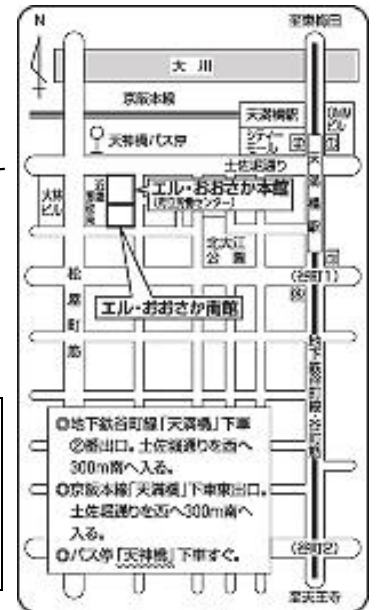 N
至東梅田
大川
京阪本線
天満橋駅
OMM
ビル
天神橋バス停
シティー
モール
②
土佐堀通り
天満橋駅
大林
ビル
エル・おおさか本館
北大江
公園
(谷町1)
エル・おおさか南館
松屋町筋
地下鉄谷町線・谷町筋
◎地下鉄谷町線「天満橋」下車
②番出口。土佐堀通りを西へ
300m南へ入る。
◎京阪本線「天満橋」下車東出口。
土佐堀通りを西へ300m南へ
入る。
◎バス停「天神橋」下車すぐ。
(谷町2)
至天王寺